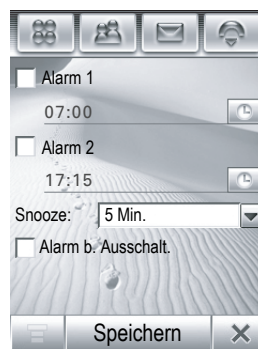 Alarm 1
07:00
Alarm 2
17:15
Snooze: 5 Min.
Alarm b. Ausschalt.
Speichern